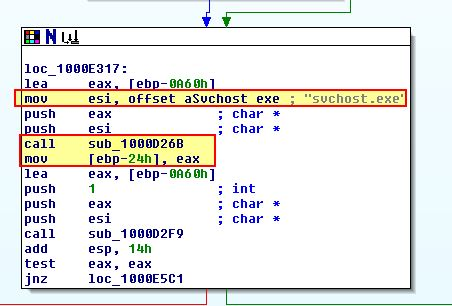 loc_1000E317:
lea eax, [ebp-0A60h]
mov esi, offset aSvchost_exe ; "svchost.exe"
push eax ; char *
push esi ; char *
call sub_1000D26B
mov [ebp-24h], eax
lea eax, [ebp-0A60h]
push 1 ; int
push eax ; char *
push esi ; char *
call sub_1000D2F9
add esp, 14h
test eax, eax
jnz loc_1000E5C1